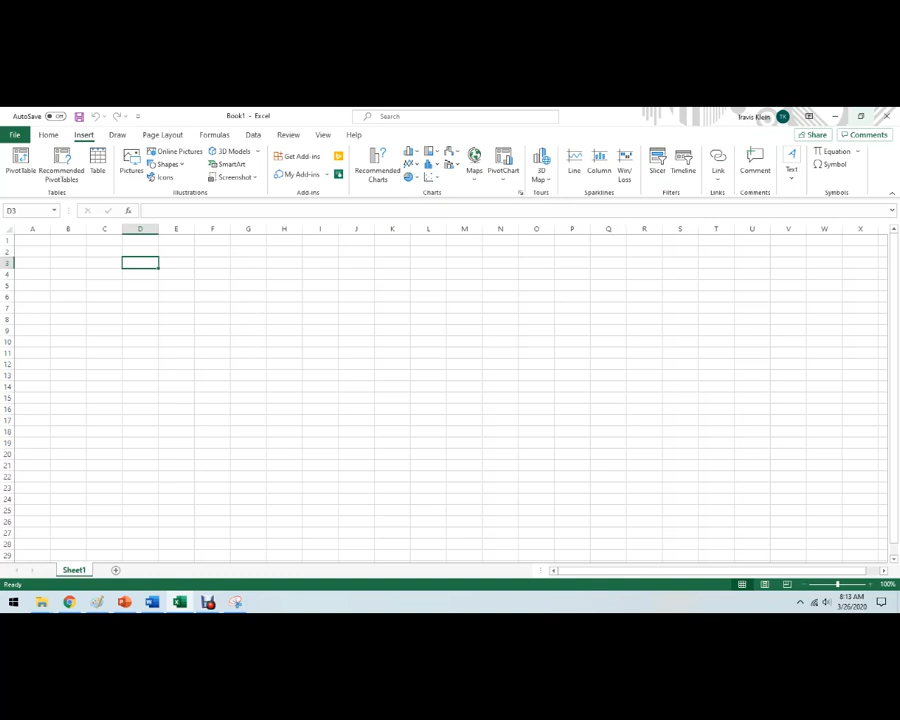 AutoSave Off Book1 - Excel Search Travis Klein TK
File Home Insert Draw Page Layout Formulas Data Review View Help Share Comments
PivotTable Recommended PivotTables Table
Tables
Pictures Online Pictures Shapes Icons 3D Models SmartArt Screenshot
Illustrations
Get Add-ins My Add-ins
Add-ins
Recommended Charts Maps PivotChart
Charts
3D Map
Tours
Line Column Win/Loss
Sparklines
Slicer Timeline
Filters
Link
Links
Comment
Comments
Text
Equation Symbol
Symbols
D3 fx
A B C D E F G H I J K L M N O P Q R S T U V W X
1
2
3
4
5
6
7
8
9
10
11
12
13
14
15
16
17
18
19
20
21
22
23
24
25
26
27
28
29
Sheet1
Ready 100%
8:13 AM
3/26/2020